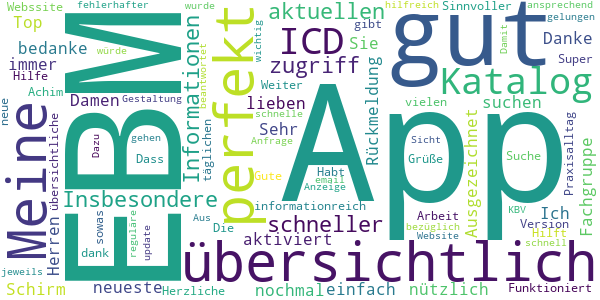 Webssite
fehlerhafter
wurde
aktuellen
hilfreich
Sinnvoller
ansprechend
Top
gibt
gelungen
bedanke
Informationen
ICD
Sie
gut
Damit
Danke
immer
würde
beantwortet
wichtig
zugriff
Super
Hilfe
EBM
perfekt
Rückmeldung
Katalog
Achim
Weiter
neue
Damen
Gestaltung
lieben
App
vielen
suchen
Meine
übersichtliche
schnelle
Sehr
Ausgezeichnet
Praxisalltag
Dazu
gehen
täglichen
Anfrage
Sicht
Dass
Habt
Grüße
Suche
Fachgruppe
Gute
email
Anzeige
Insbesondere
informationreich
Herren
sowas
reguläre
update
Aus
schneller
Arbeit
KBV
Ich
Die
bezüglich
Version
dank
aktiviert
Website
Hilft
schnell
übersichtlich
jeweils
Schirm
neueste
Herzliche
nochmal
einfach
nützlich
Funktioniert